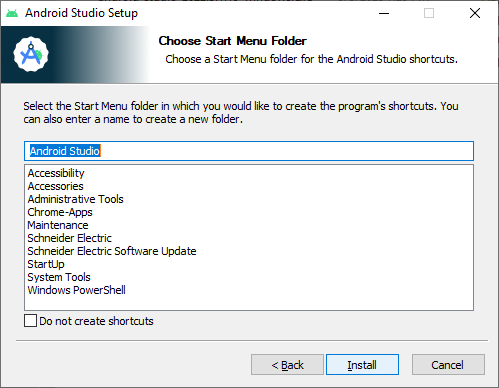 Android Studio Setup
Choose Start Menu Folder
Choose a Start Menu folder for the Android Studio shortcuts.
Select the Start Menu folder in which you would like to create the program's shortcuts. You
can also enter a name to create a new folder.
Android Studio
Accessibility
Accessories
Administrative Tools
Chrome-Apps
Maintenance
Schneider Electric
Schneider Electric Software Update
StartUp
System Tools
Windows PowerShell
Do not create shortcuts
< Back
Install
Cancel